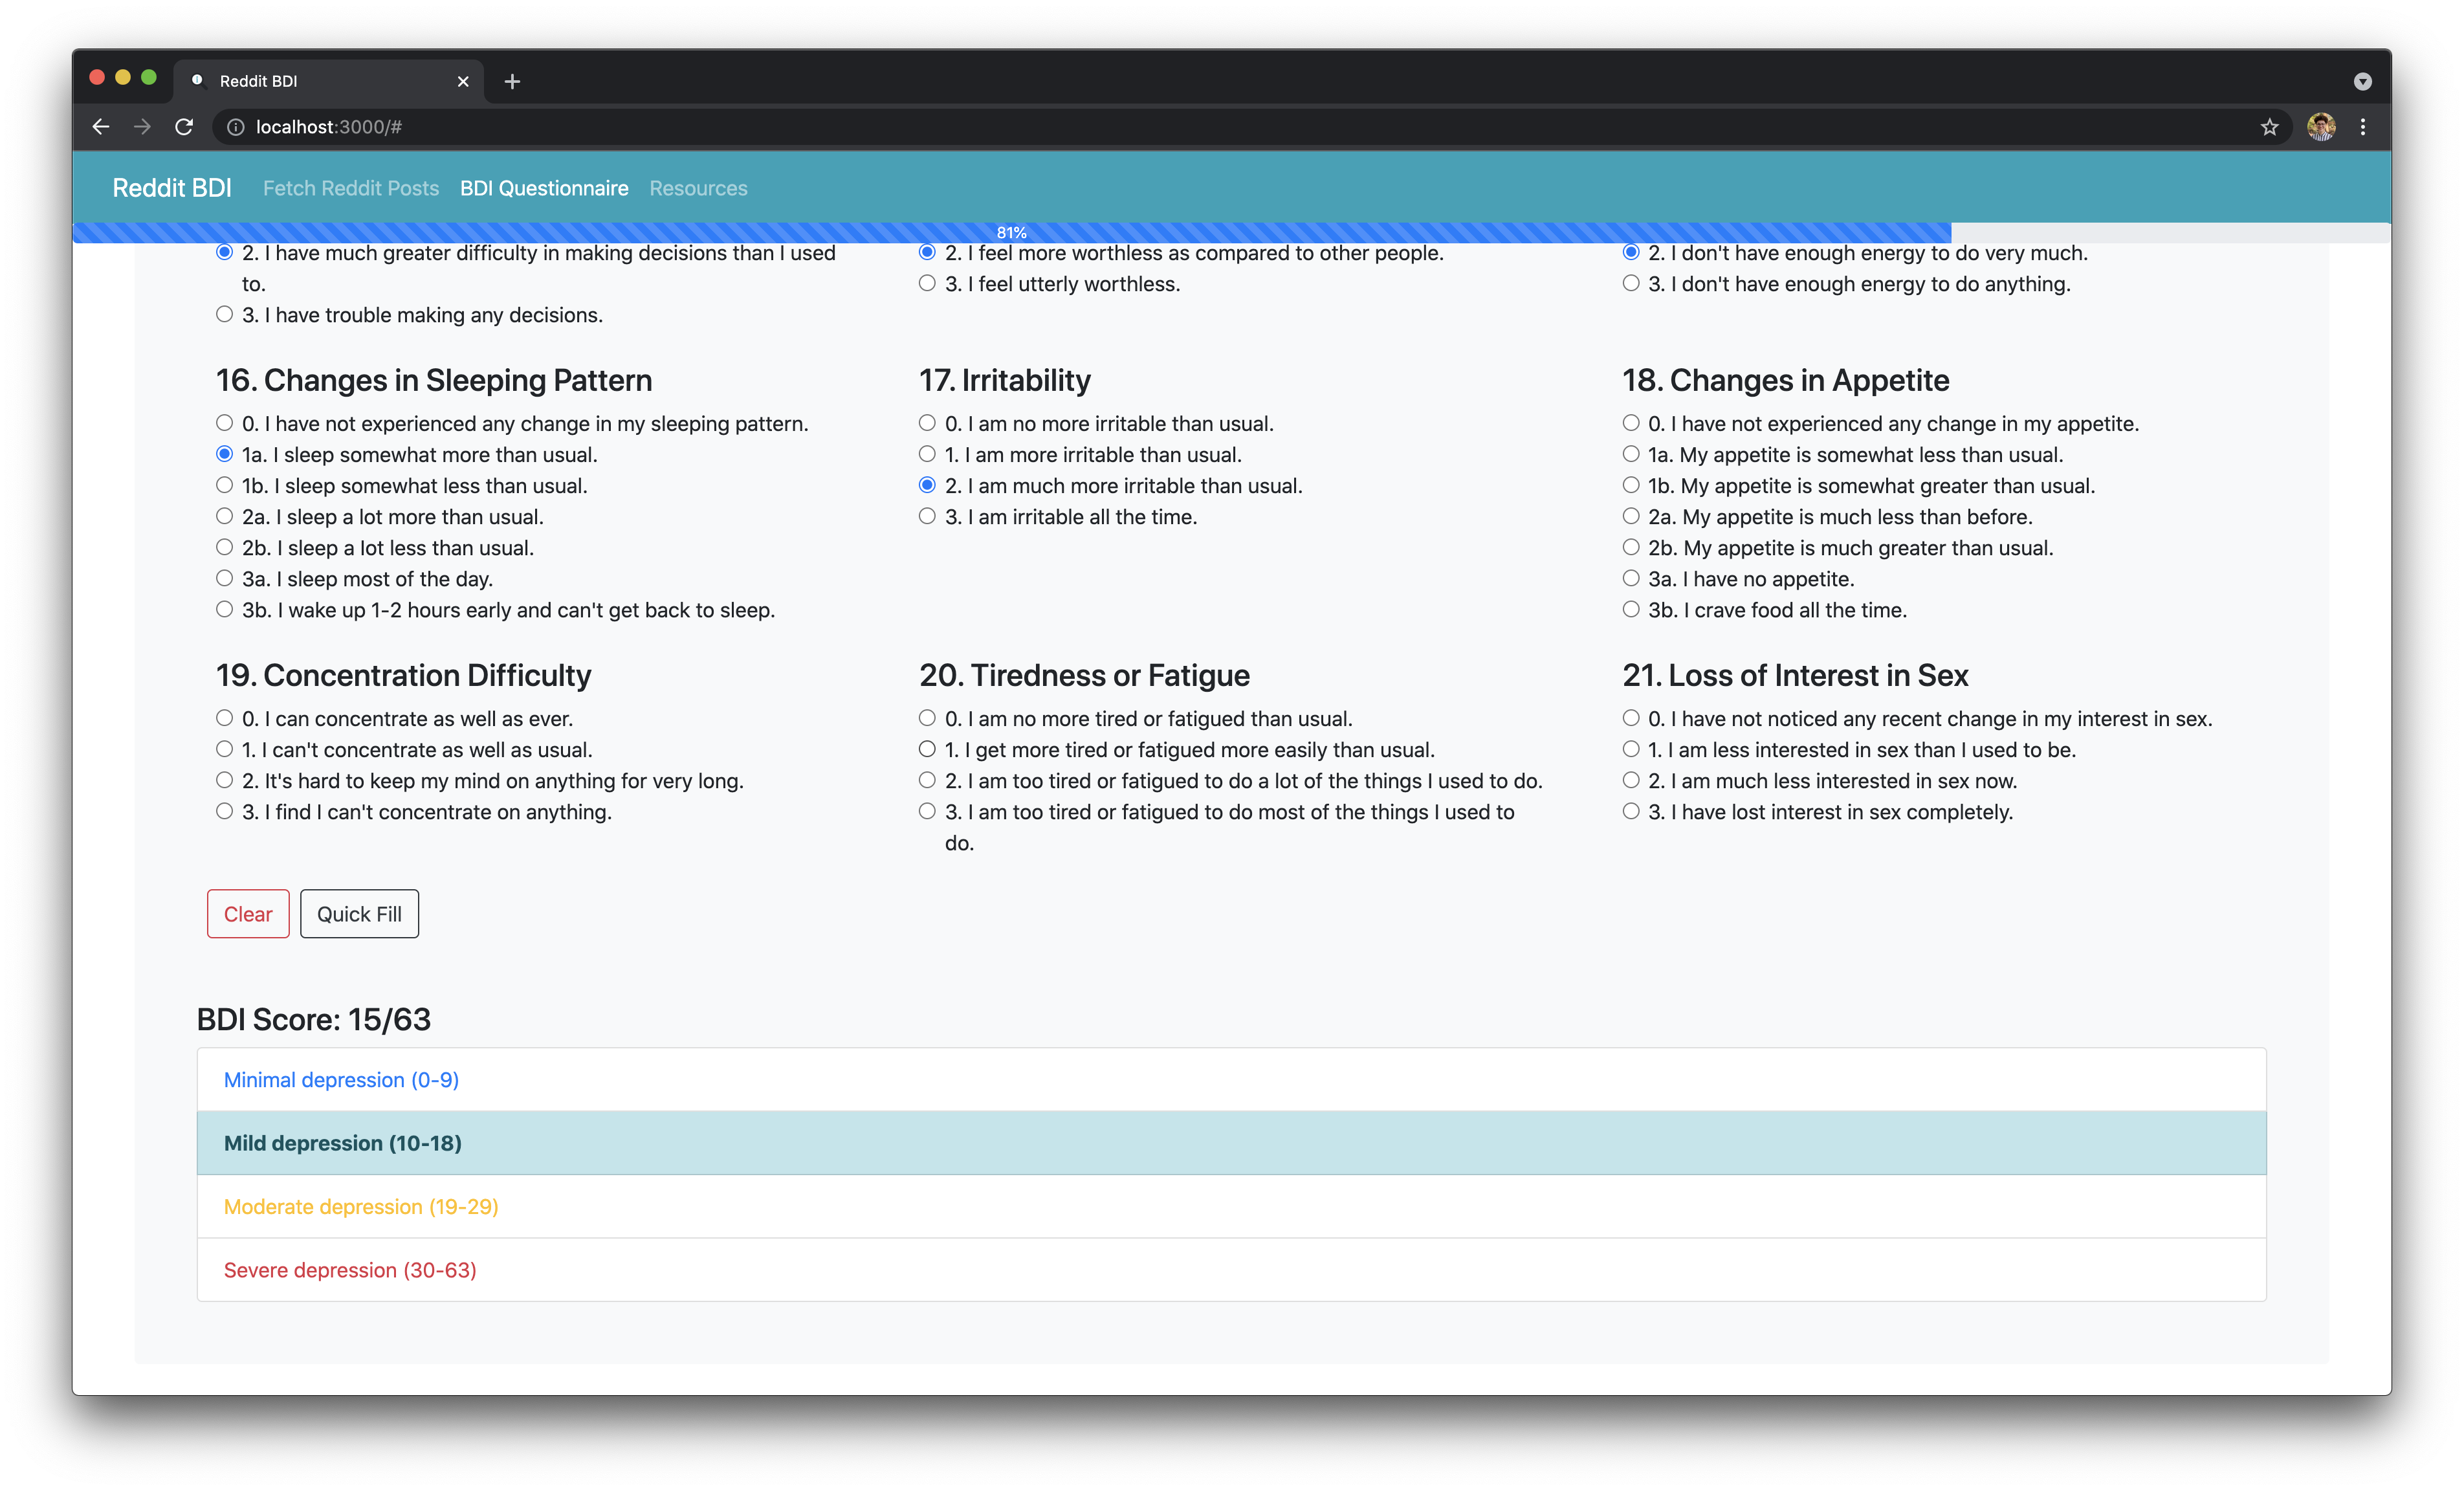 Reddit BDI
localhost:3000/#
Reddit BDI Fetch Reddit Posts BDI Questionnaire Resources
81%
2. I have much greater difficulty in making decisions than I used
to.
3. I have trouble making any decisions.
2. I feel more worthless as compared to other people.
3. I feel utterly worthless.
2. I don't have enough energy to do very much.
3. I don't have enough energy to do anything.
16. Changes in Sleeping Pattern
0. I have not experienced any change in my sleeping pattern.
1a. I sleep somewhat more than usual.
1b. I sleep somewhat less than usual.
2a. I sleep a lot more than usual.
2b. I sleep a lot less than usual.
3a. I sleep most of the day.
3b. I wake up 1-2 hours early and can't get back to sleep.
17. Irritability
0. I am no more irritable than usual.
1. I am more irritable than usual.
2. I am much more irritable than usual.
3. I am irritable all the time.
18. Changes in Appetite
0. I have not experienced any change in my appetite.
1a. My appetite is somewhat less than usual.
1b. My appetite is somewhat greater than usual.
2a. My appetite is much less than before.
2b. My appetite is much greater than usual.
3a. I have no appetite.
3b. I crave food all the time.
19. Concentration Difficulty
0. I can concentrate as well as ever.
1. I can't concentrate as well as usual.
2. It's hard to keep my mind on anything for very long.
3. I find I can't concentrate on anything.
20. Tiredness or Fatigue
0. I am no more tired or fatigued than usual.
1. I get more tired or fatigued more easily than usual.
2. I am too tired or fatigued to do a lot of the things I used to do.
3. I am too tired or fatigued to do most of the things I used to
do.
21. Loss of Interest in Sex
0. I have not noticed any recent change in my interest in sex.
1. I am less interested in sex than I used to be.
2. I am much less interested in sex now.
3. I have lost interest in sex completely.
Clear Quick Fill
BDI Score: 15/63
Minimal depression (0-9)
Mild depression (10-18)
Moderate depression (19-29)
Severe depression (30-63)